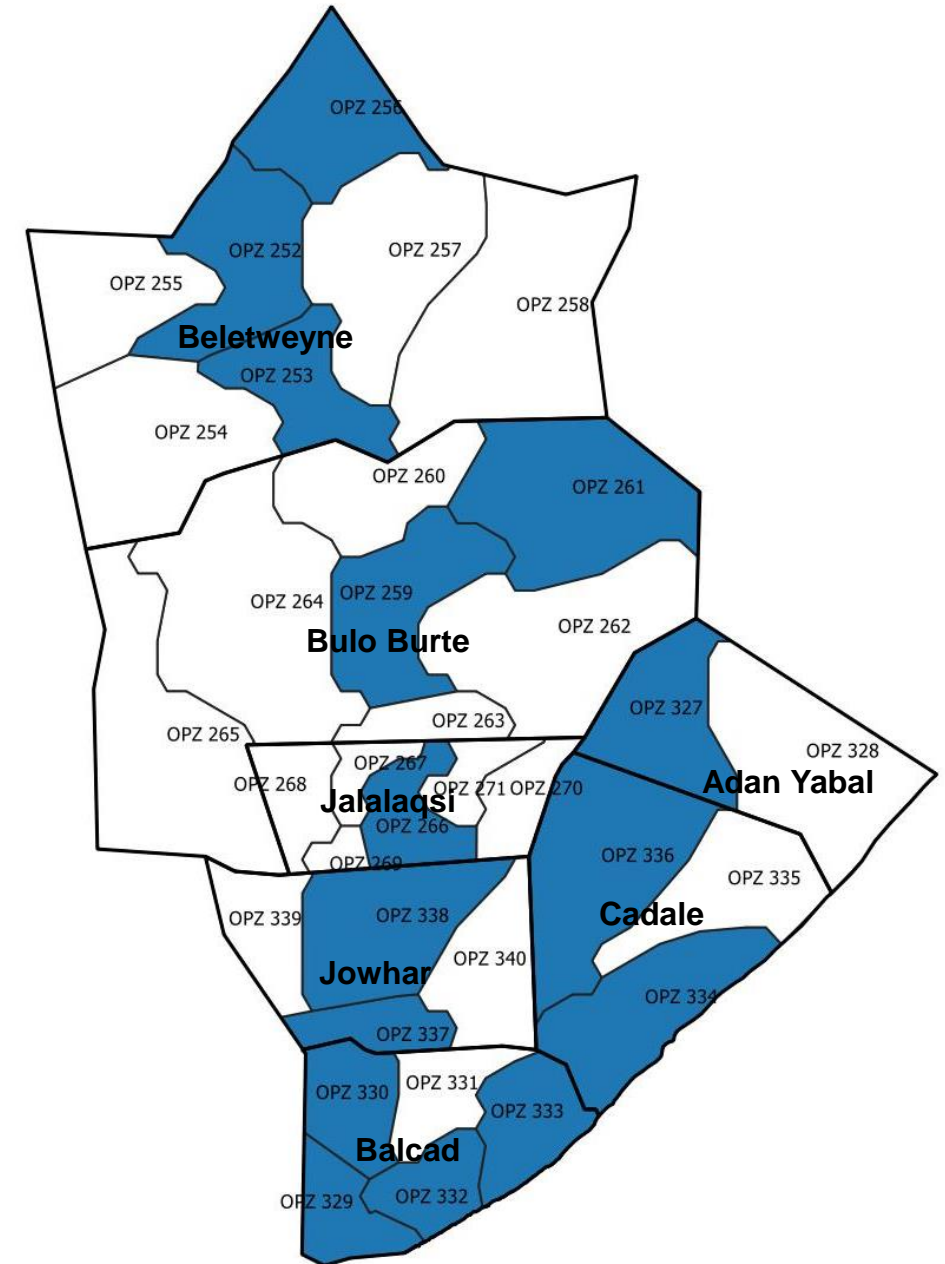 OPZ 256
OPZ 252
OPZ 257
OPZ 255
OPZ 258
Beletweyne
OPZ 253
OPZ 254
OPZ 260
OPZ 261
OPZ 259
OPZ 264
OPZ 262
Bulo Burte
OPZ 327
OPZ 263
OPZ 265
OPZ 328
OPZ 267
OPZ 268
OPZ 271
OPZ 270
Adan Yabal
Jalalaqsi
OPZ 266
OPZ 336
OPZ 269
OPZ 335
OPZ 339
OPZ 338
Cadale
OPZ 340
Jowhar
OPZ 334
OPZ 337
OPZ 331
OPZ 330
OPZ 333
Balcad
OPZ 332
OPZ 329